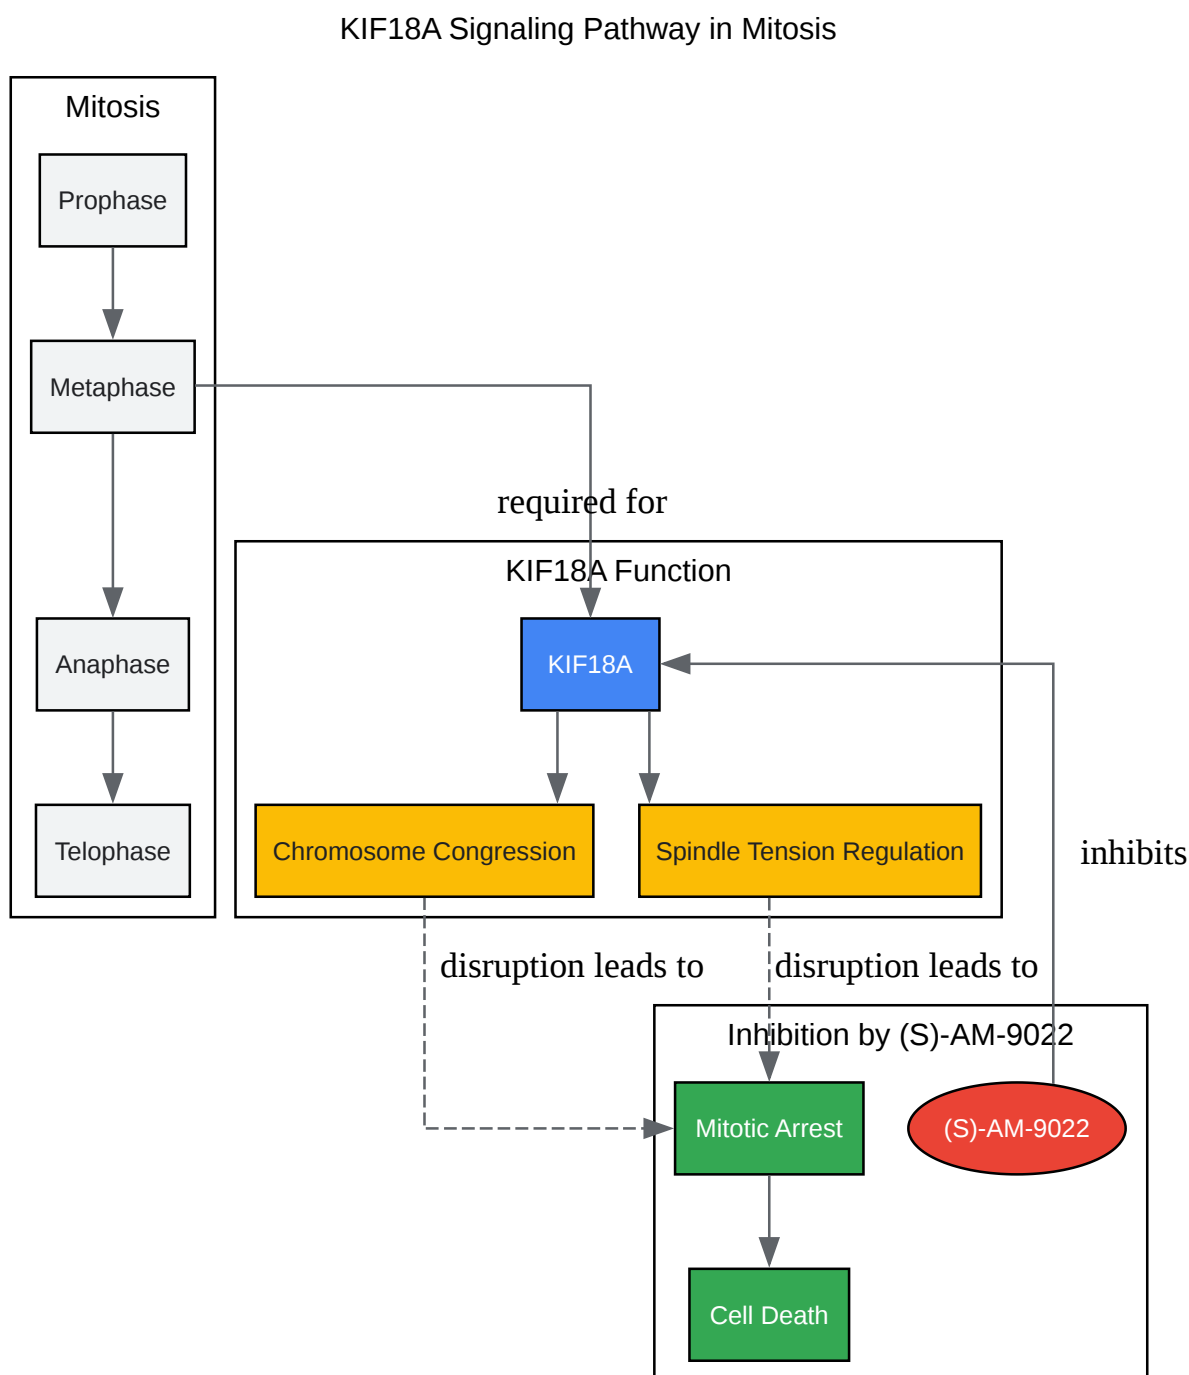 KIF18A Signaling Pathway in Mitosis
Mitosis
Prophase
Metaphase
required for
KIF18A Function
Anaphase
KIF18A
Telophase
Chromosome Congression
Spindle Tension Regulation
inhibits
disruption leads to
disruption leads to
Inhibition by (S)-AM-9022
Mitotic Arrest
(S)-AM-9022
Cell Death